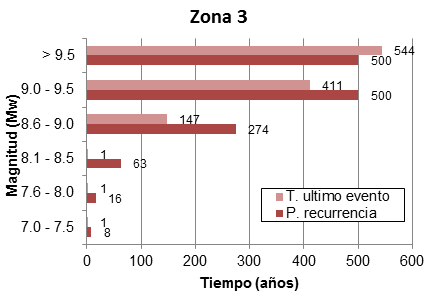 Zona 3
Magnitud (Mw)
> 9.5
544
500
9.0 - 9.5
411
500
8.6 - 9.0
147
274
8.1 - 8.5
1
63
7.6 - 8.0
1
16
7.0 - 7.5
1
8
T. ultimo evento
P. recurrencia
0 100 200 300 400 500 600
Tiempo (años)